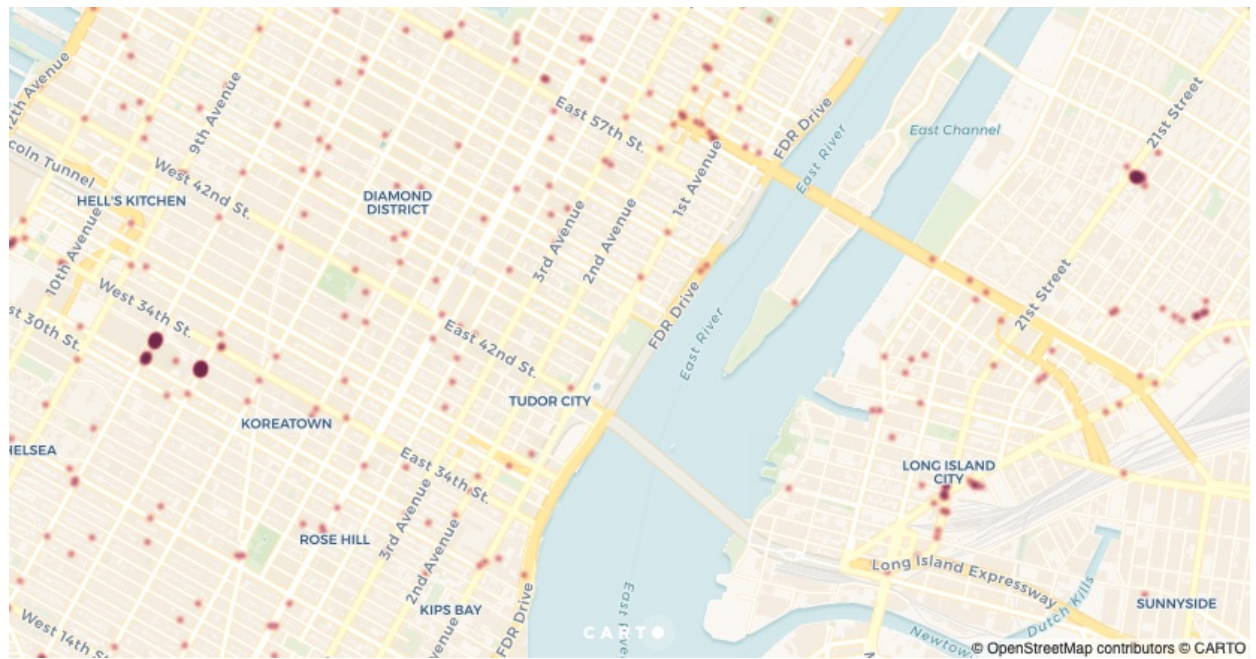 12th Avenue
9th Avenue
East 57th St.
FDR Drive
East River
East Channel
21st Street
coln Tunnel
West 42nd St.
HELL'S KITCHEN
DIAMOND
DISTRICT
1st Avenue
10th Avenue
3rd Avenue
2nd Avenue
West 34th St.
st 30th St.
East 42nd St.
FDR Drive
East River
21st Street
TUDOR CITY
KOREATOWN
HELSEA
East 34th St.
LONG ISLAND
CITY
3rd Avenue
ROSE HILL
2nd Avenue
Long Island Expressway
Dutch Kills
SUNNYSIDE
KIPS BAY
FDR Drive
West 14th St.
CARTO
Newtow
© OpenStreetMap contributors © CARTO